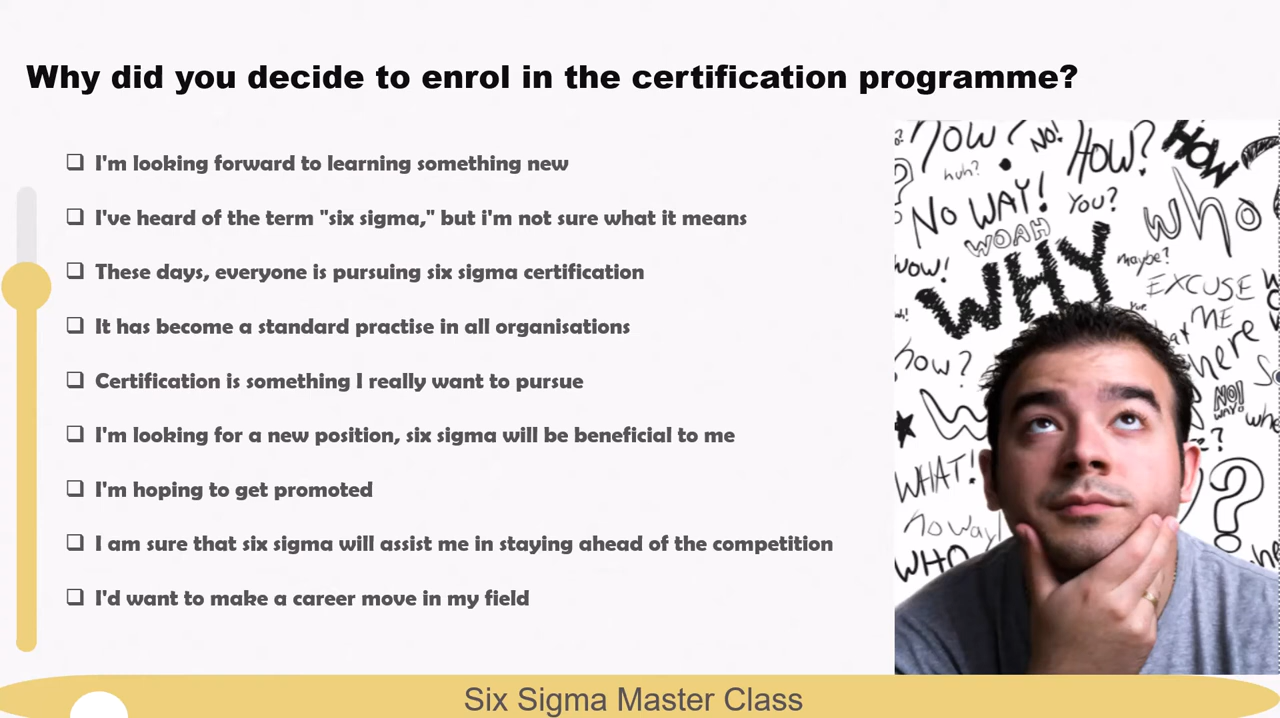 Why did you decide to enrol in the certification programme?
I'm looking forward to learning something new
I've heard of the term "six sigma," but i'm not sure what it means
These days, everyone is pursuing six sigma certification
It has become a standard practise in all organisations
Certification is something I really want to pursue
I'm looking for a new position, six sigma will be beneficial to me
I'm hoping to get promoted
I am sure that six sigma will assist me in staying ahead of the competition
I'd want to make a career move in my field
how?
NO!
HOW?
HOW
huh?
NO WAY!
YOU?
who
WOAH
WOW!
WHY
maybe?
EXCUSE
ME
how?
here
NO!
WAY!
WHAT!
?
no way!
WHO
Six Sigma Master Class